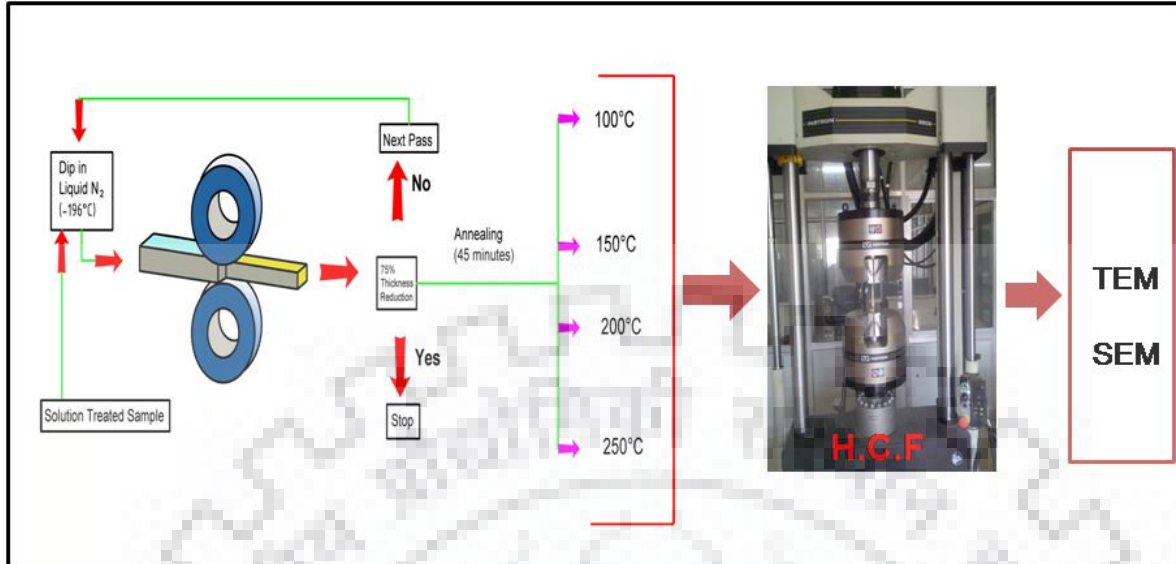 Next Pass
Dip in
Liquid N₂
(-196°C)
No
Annealing
(45 minutes)
75%
Thickness
Reduction
Yes
Stop
Solution Treated Sample
100°C
150°C
200°C
250°C
INSTRON
H.C.F
TEM
SEM